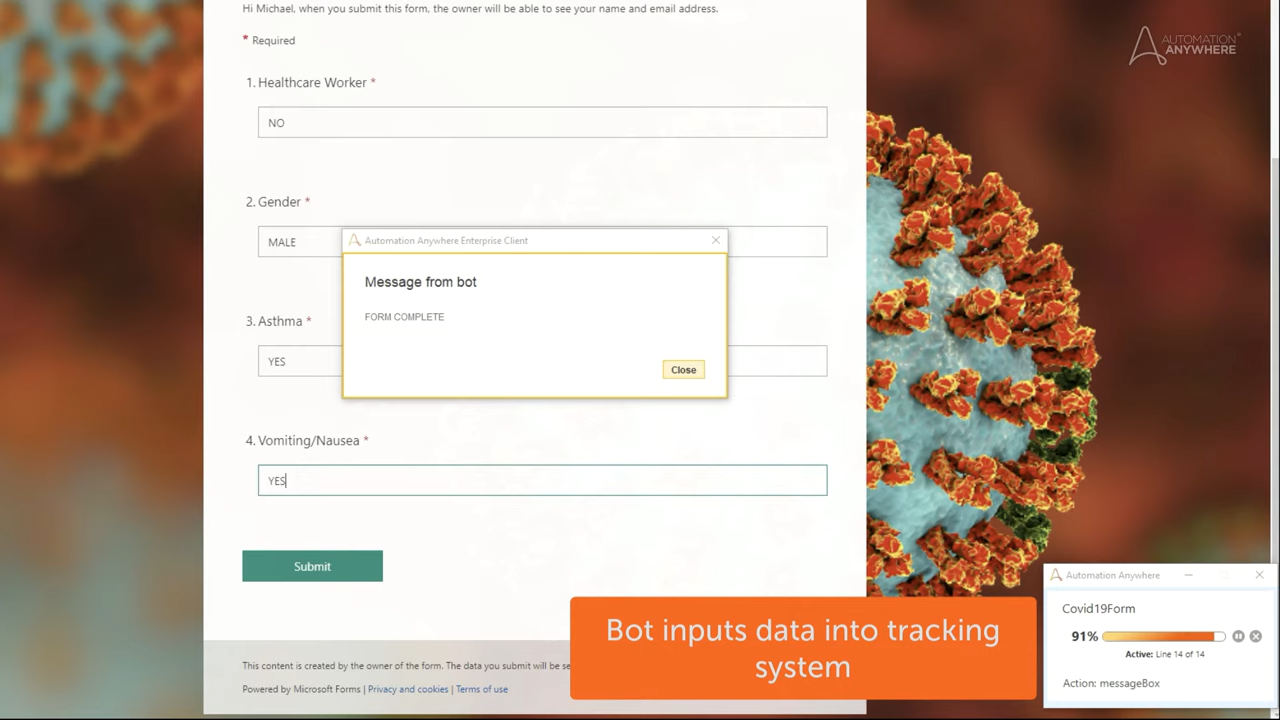 Hi Michael, when you submit this form, the owner will be able to see your name and email address.
* Required
AUTOMATION
ANYWHERE
1. Healthcare Worker *
NO
2. Gender *
MALE
Automation Anywhere Enterprise Client
Message from bot
FORM COMPLETE
Close
3. Asthma *
YES
4. Vomiting/Nausea *
YES
Submit
This content is created by the owner of the form. The data you submit will be se
Powered by Microsoft Forms | Privacy and cookies | Terms of use
Bot inputs data into tracking
system
Automation Anywhere
Covid19Form
91%
Active: Line 14 of 14
Action: messageBox